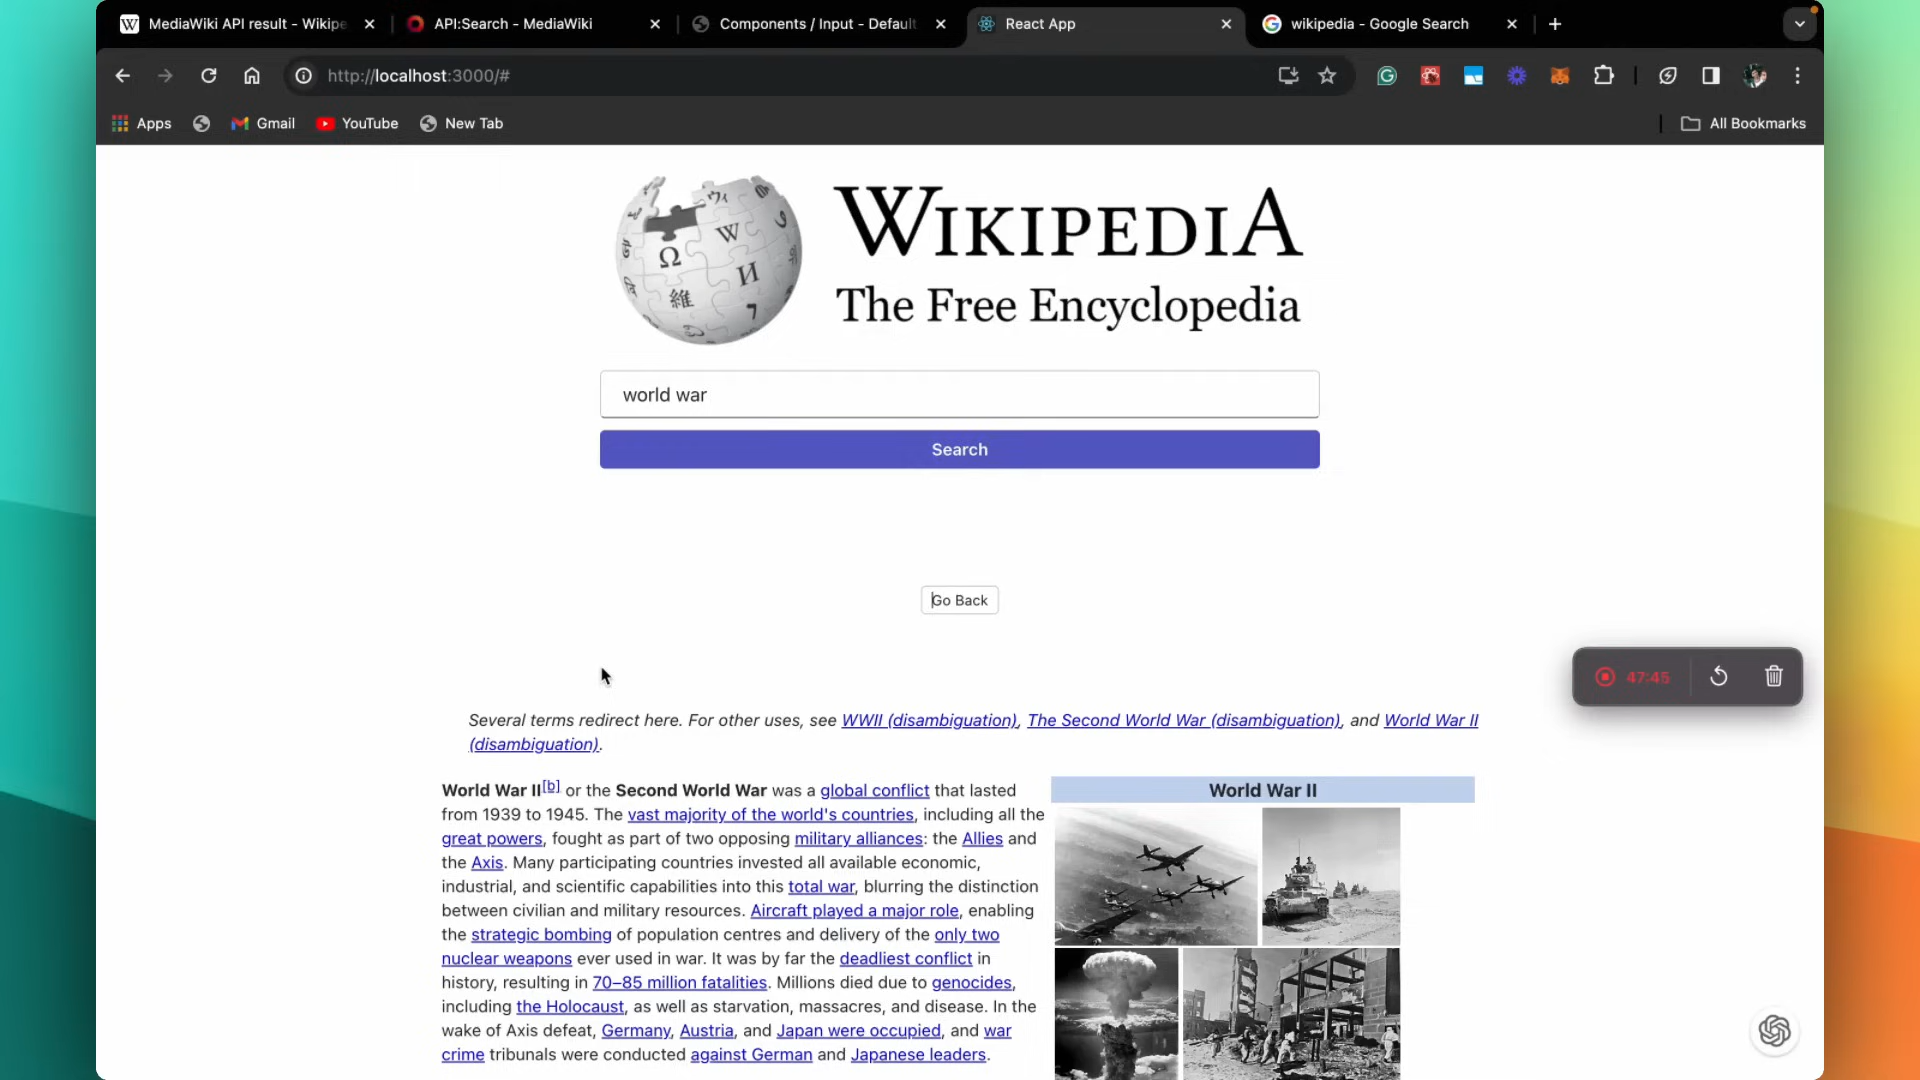 MediaWiki API result - Wikipe
API:Search - MediaWiki
Components / Input - Default
React App
wikipedia - Google Search
http://localhost:3000/#
Apps
Gmail
YouTube
New Tab
All Bookmarks
WIKIPEDIA
The Free Encyclopedia
world war
Search
Go Back
47:45
Several terms redirect here. For other uses, see WWII (disambiguation), The Second World War (disambiguation), and World War II
(disambiguation).
World War II[b] or the Second World War was a global conflict that lasted
from 1939 to 1945. The vast majority of the world's countries, including all the
great powers, fought as part of two opposing military alliances: the Allies and
the Axis. Many participating countries invested all available economic,
industrial, and scientific capabilities into this total war, blurring the distinction
between civilian and military resources. Aircraft played a major role, enabling
the strategic bombing of population centres and delivery of the only two
nuclear weapons ever used in war. It was by far the deadliest conflict in
history, resulting in 70–85 million fatalities. Millions died due to genocides,
including the Holocaust, as well as starvation, massacres, and disease. In the
wake of Axis defeat, Germany, Austria, and Japan were occupied, and war
crime tribunals were conducted against German and Japanese leaders.
World War II